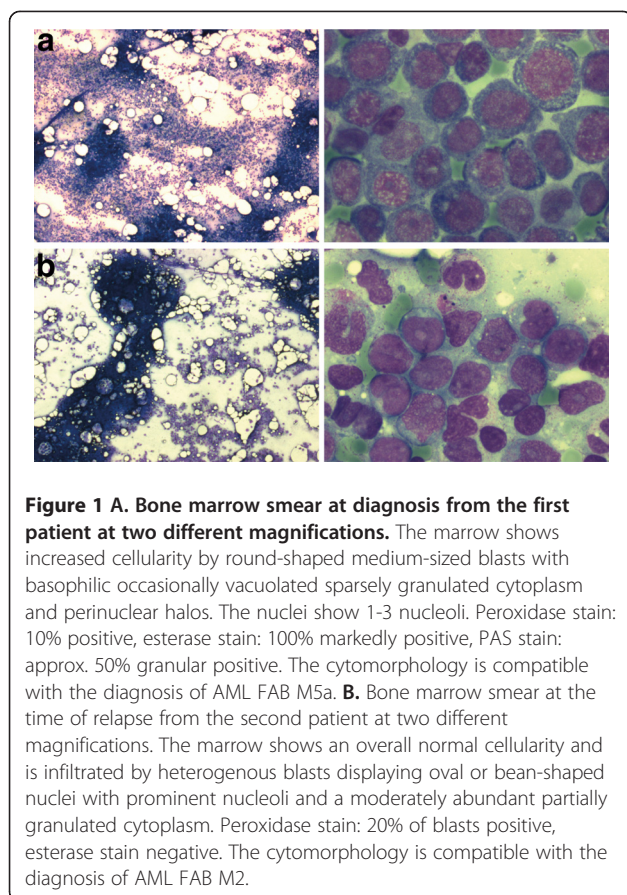 a
b
Figure 1 A. Bone marrow smear at diagnosis from the first
patient at two different magnifications. The marrow shows
increased cellularity by round-shaped medium-sized blasts with
basophilic occasionally vacuolated sparsely granulated cytoplasm
and perinuclear halos. The nuclei show 1-3 nucleoli. Peroxidase stain:
10% positive, esterase stain: 100% markedly positive, PAS stain:
approx. 50% granular positive. The cytomorphology is compatible
with the diagnosis of AML FAB M5a. B. Bone marrow smear at the
time of relapse from the second patient at two different
magnifications. The marrow shows an overall normal cellularity and
is infiltrated by heterogenous blasts displaying oval or bean-shaped
nuclei with prominent nucleoli and a moderately abundant partially
granulated cytoplasm. Peroxidase stain: 20% of blasts positive,
esterase stain negative. The cytomorphology is compatible with the
diagnosis of AML FAB M2.